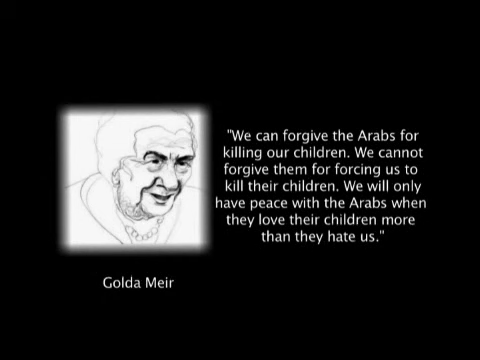 "We can forgive the Arabs for
killing our children. We cannot
forgive them for forcing us to
kill their children. We will only
have peace with the Arabs when
they love their children more
than they hate us."
Golda Meir